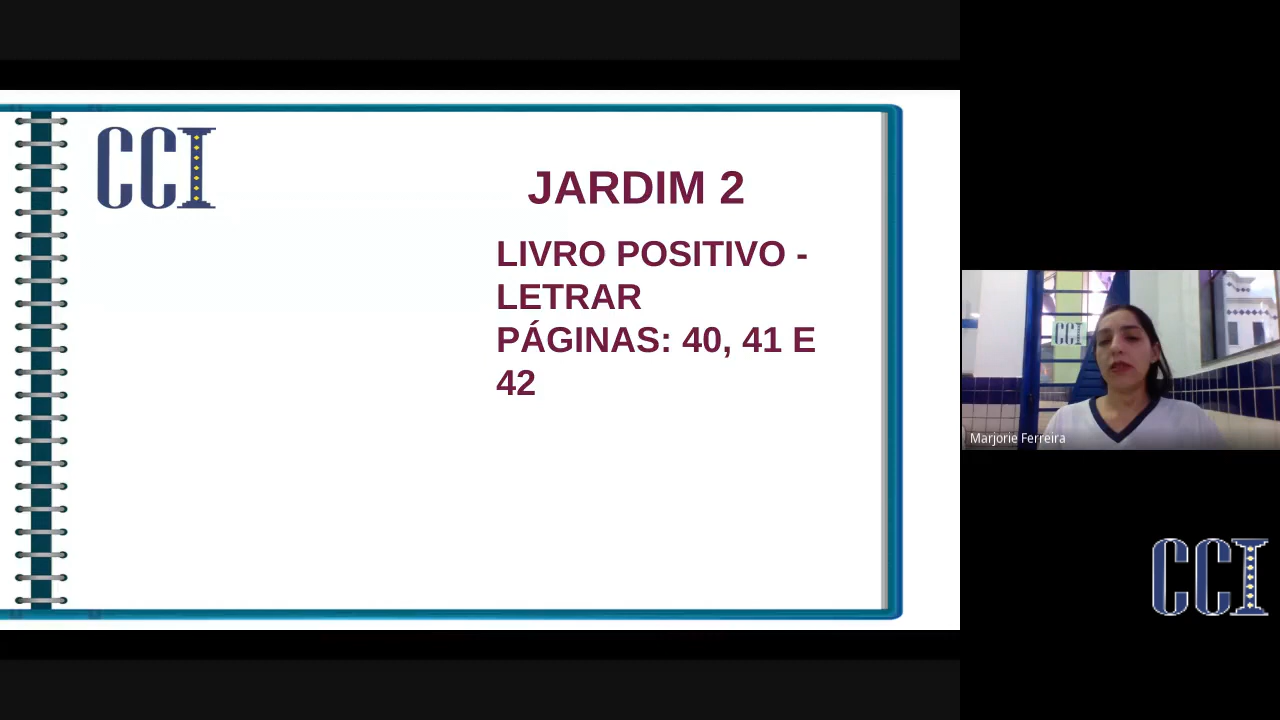 CCI
JARDIM 2
LIVRO POSITIVO -
LETRAR
PÁGINAS: 40, 41 E
42
CCI
Marjorie Ferreira
CCI